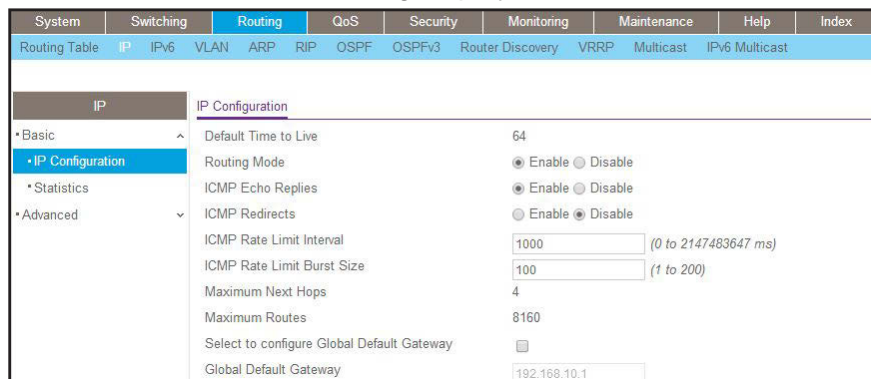 System Switching Routing QoS Security Monitoring Maintenance Help Index
Routing Table IP IPv6 VLAN ARP RIP OSPF OSPFv3 Router Discovery VRRP Multicast IPv6 Multicast
IP
Basic
IP Configuration
Statistics
Advanced
IP Configuration
Default Time to Live 64
Routing Mode Enable Disable
ICMP Echo Replies Enable Disable
ICMP Redirects Enable Disable
ICMP Rate Limit Interval 1000 (0 to 2147483647 ms)
ICMP Rate Limit Burst Size 100 (1 to 200)
Maximum Next Hops 4
Maximum Routes 8160
Select to configure Global Default Gateway
Global Default Gateway 192.168.10.1